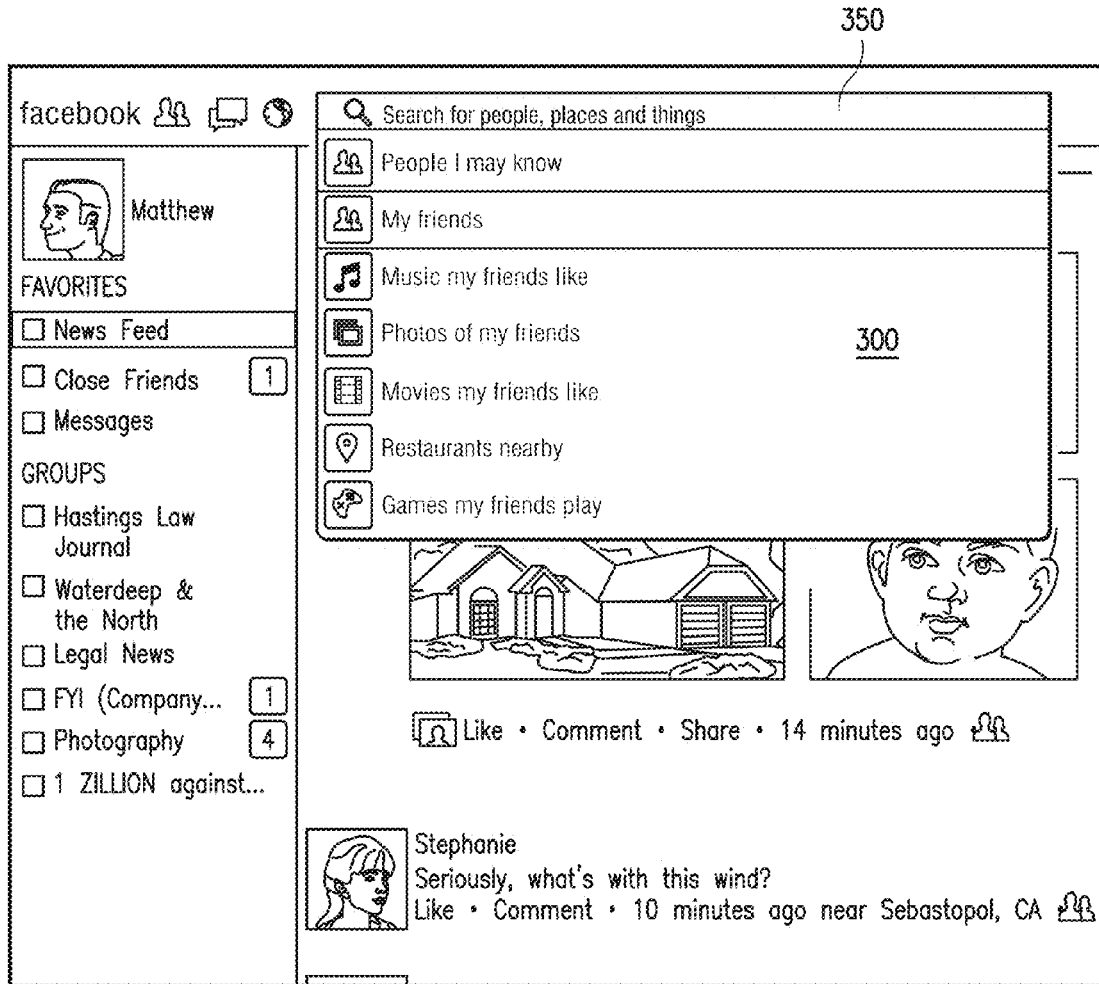 350
facebook
Search for people, places and things
People I may know
My friends
Music my friends like
Photos of my friends
Movies my friends like
Restaurants nearby
Games my friends play
300
Matthew
FAVORITES
News Feed
Close Friends 1
Messages
GROUPS
Hastings Law
Journal
Waterdeep &
the North
Legal News
FYI (Company... 1
Photography 4
1 ZILLION against...
Like • Comment • Share • 14 minutes ago
Stephanie
Seriously, what's with this wind?
Like • Comment • 10 minutes ago near Sebastopol, CA